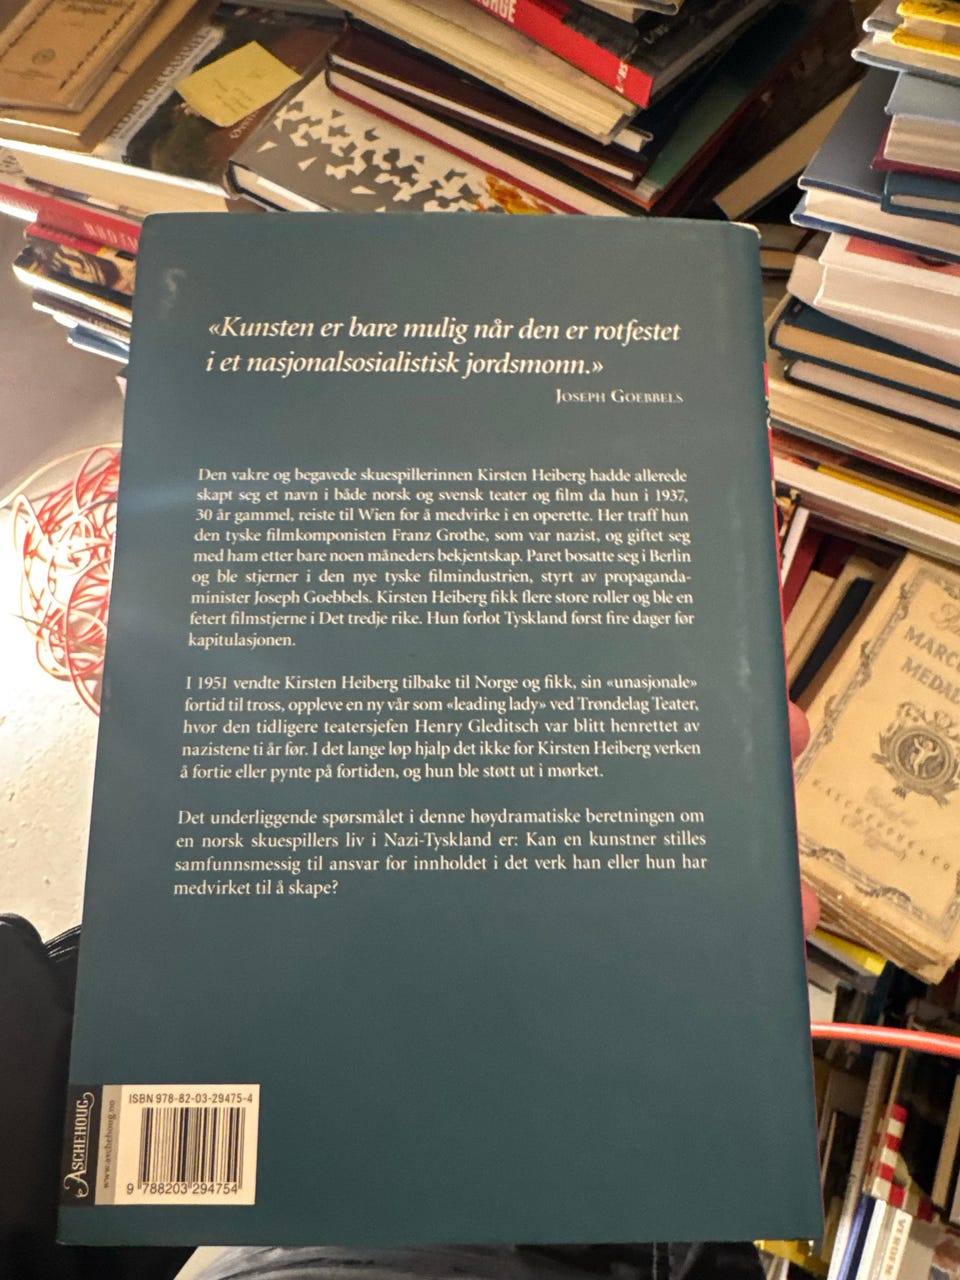 «Kunsten er bare mulig når den er rotfestet
i et nasjonalsosialistisk jordsmonn.»
Joseph Goebbels
Den vakre og begavede skuespillerinnen Kirsten Heiberg hadde allerede
skapt seg et navn i både norsk og svensk teater og film da hun i 1937,
30 år gammel, reiste til Wien for å medvirke i en operette. Her traff hun
den tyske filmkomponisten Franz Grothe, som var nazist, og giftet seg
med ham etter bare noen måneders bekjentskap. Paret bosatte seg i Berlin
og ble stjerner i den nye tyske filmindustrien, styrt av propaganda-
minister Joseph Goebbels. Kirsten Heiberg fikk flere store roller og ble en
fetert filmstjerne i Det tredje rike. Hun forlot Tyskland først fire dager før
kapitulasjonen.
I 1951 vendte Kirsten Heiberg tilbake til Norge og fikk, sin «unasjonale»
fortid til tross, oppleve en ny vår som «leading lady» ved Trøndelag Teater,
hvor den tidligere teatersjefen Henry Gleditsch var blitt henrettet av
nazistene ti år før. I det lange løp hjalp det ikke for Kirsten Heiberg verken
å fortie eller pynte på fortiden, og hun ble støtt ut i mørket.
Det underliggende spørsmålet i denne høydramatiske beretningen om
en norsk skuespillers liv i Nazi-Tyskland er: Kan en kunstner stilles
samfunnsmessig til ansvar for innholdet i det verk han eller hun har
medvirket til å skape?
ISBN 978-82-03-29475-4
9 788203 294754
ASCHEHOUG
www.aschehoug.no